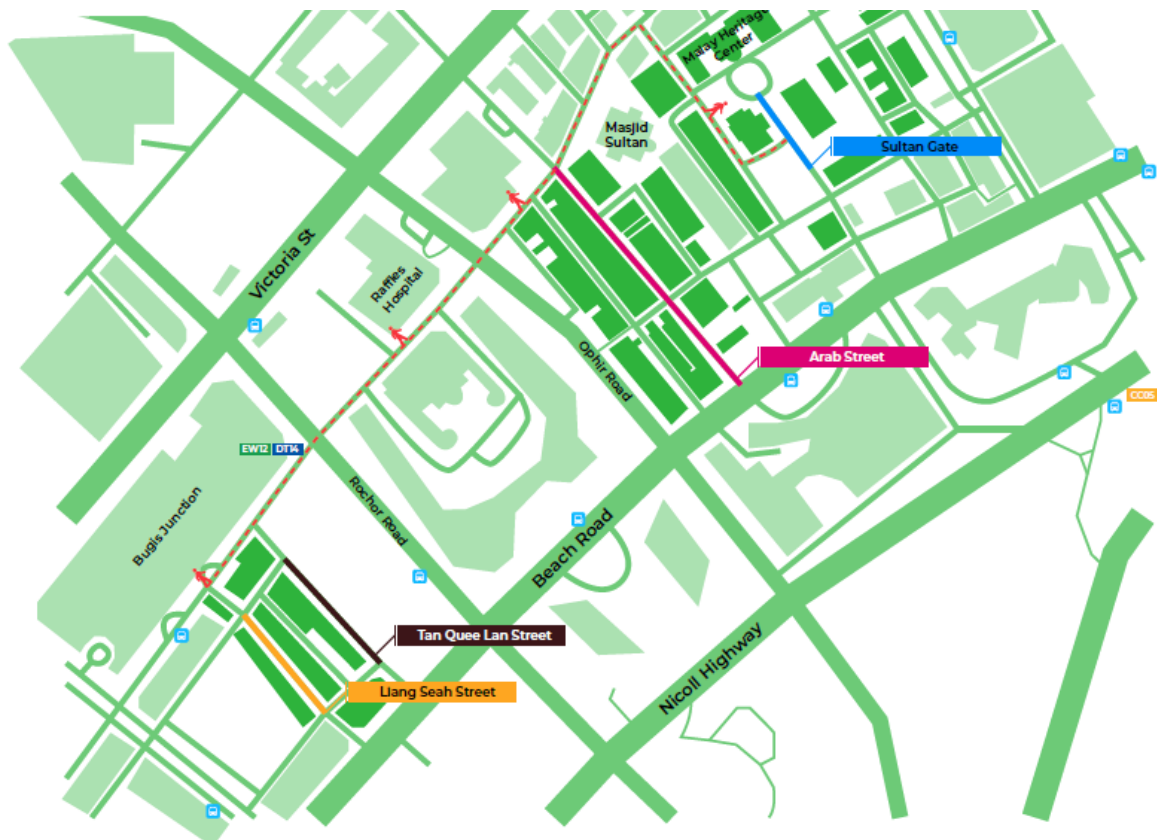 Malay Heritage
Center
Masjid
Sultan
Sultan Gate
Victoria St
Raffles
Hospital
Ophir Road
Arab Street
CC05
EW12 DT14
Rochor Road
Bugis Junction
Beach Road
Tan Quee Lan Street
Nicoll Highway
Liang Seah Street